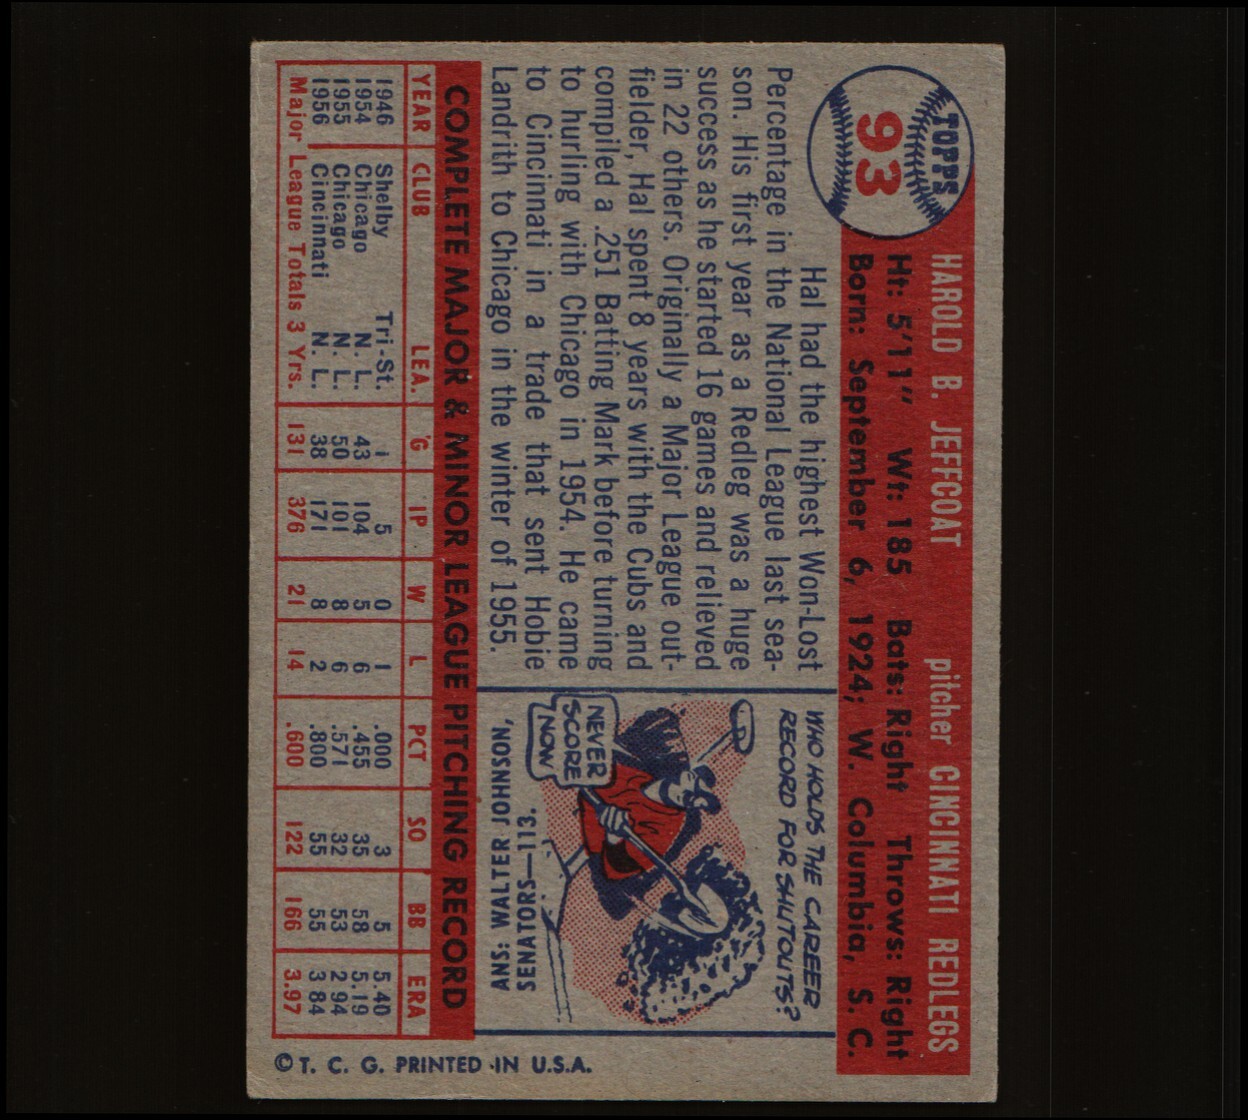 TOPPS
93
HAROLD B. JEFFCOAT pitcher CINCINNATI REDLEGS
Ht: 5'11" Wt: 185 Bats: Right Throws: Right
Born: September 6, 1924; W. Columbia, S. C.
Hal had the highest Won-Lost
Percentage in the National League last sea-
son. His first year as a Redleg was a huge
success as he started 16 games and relieved
in 22 others. Originally a Major League out-
fielder, Hal spent 8 years with the Cubs and
compiled a .251 Batting Mark before turning
to hurling with Chicago in 1954. He came
to Cincinnati in a trade that sent Hobie
Landrith to Chicago in the winter of 1955.
WHO HOLDS THE CAREER
RECORD FOR SHUTOUTS?
NEVER
SCORE
NOW
ANS: WALTER JOHNSON,
SENATORS—113.
COMPLETE MAJOR & MINOR LEAGUE PITCHING RECORD
YEAR CLUB LEA. G IP W L PCT SO BB ERA
1946 Shelby Tri-St. 1 5 0 1 .000 3 5 5.40
1954 Chicago N. L. 43 104 5 6 .455 35 58 5.19
1955 Chicago N. L. 50 101 8 6 .571 32 53 2.94
1956 Cincinnati N. L. 38 171 8 2 .800 55 55 3.84
Major League Totals 3 Yrs. 131 376 21 14 .600 122 166 3.97
© T. C. G. PRINTED IN U.S.A.